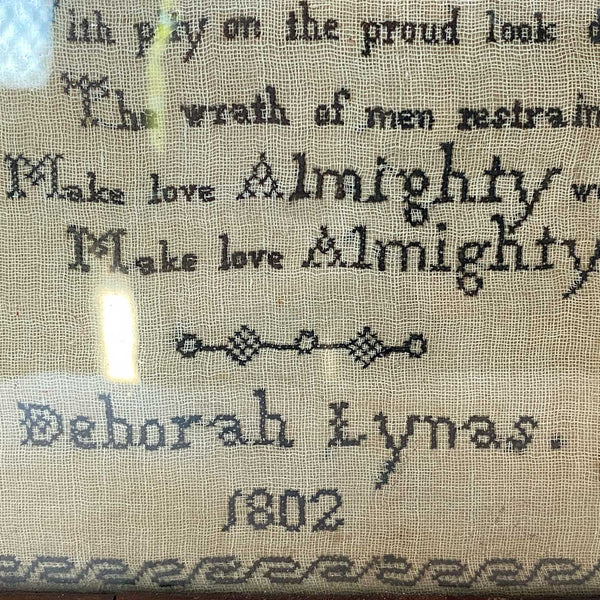 ith pity on the proud look
The wrath of men restrain
Make love Almighty
Make love Almighty
Deborah Lynas.
1802